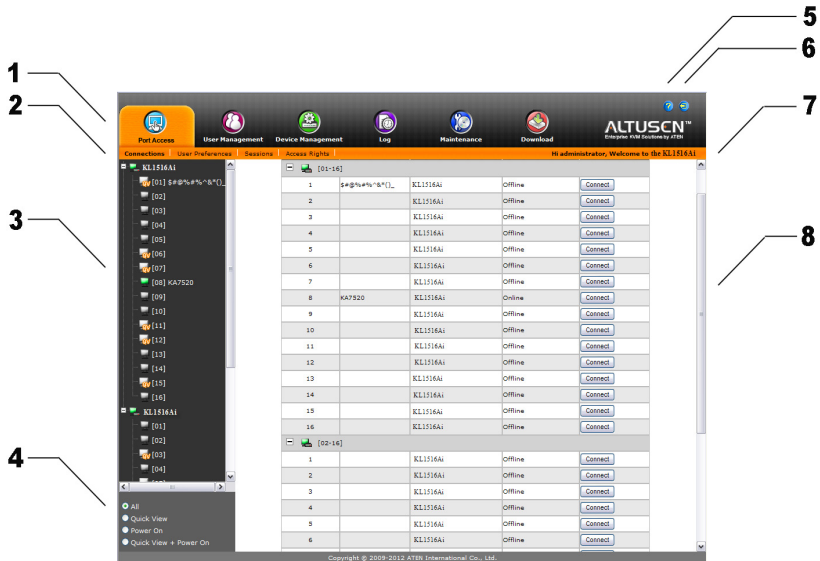 5
6
1
2
7
3
8
4
? 
ALTUSEN™
Enterprise KVM Solutions by ATEN
Port Access
User Management
Device Management
Log
Maintenance
Download
Connections
User Preferences
Sessions
Access Rights
Hi administrator, Welcome to the KL1516Ai
KL1516Ai
[01] $#@%#%^&*()_
[02]
[03]
[04]
[05]
[06]
[07]
[08] KA7520
[09]
[10]
[11]
[12]
[13]
[14]
[15]
[16]
KL1516Ai
[01]
[02]
[03]
[04]
All
Quick View
Power On
Quick View + Power On
[01-16]
1 $#@%#%^&*()_ KL1516Ai Offline Connect
2 KL1516Ai Offline Connect
3 KL1516Ai Offline Connect
4 KL1516Ai Offline Connect
5 KL1516Ai Offline Connect
6 KL1516Ai Offline Connect
7 KL1516Ai Offline Connect
8 KA7520 KL1516Ai Online Connect
9 KL1516Ai Offline Connect
10 KL1516Ai Offline Connect
11 KL1516Ai Offline Connect
12 KL1516Ai Offline Connect
13 KL1516Ai Offline Connect
14 KL1516Ai Offline Connect
15 KL1516Ai Offline Connect
16 KL1516Ai Offline Connect
[02-16]
1 KL1516Ai Offline Connect
2 KL1516Ai Offline Connect
3 KL1516Ai Offline Connect
4 KL1516Ai Offline Connect
5 KL1516Ai Offline Connect
6 KL1516Ai Offline Connect
Copyright © 2009-2012 ATEN International Co., Ltd.